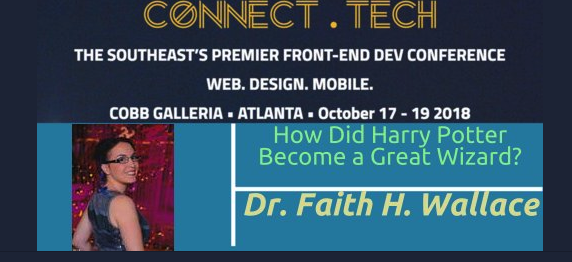 CONNECT . TECH
THE SOUTHEAST'S PREMIER FRONT-END DEV CONFERENCE
WEB. DESIGN. MOBILE.
COBB GALLERIA • ATLANTA • October 17 - 19 2018
How Did Harry Potter
Become a Great Wizard?
Dr. Faith H. Wallace